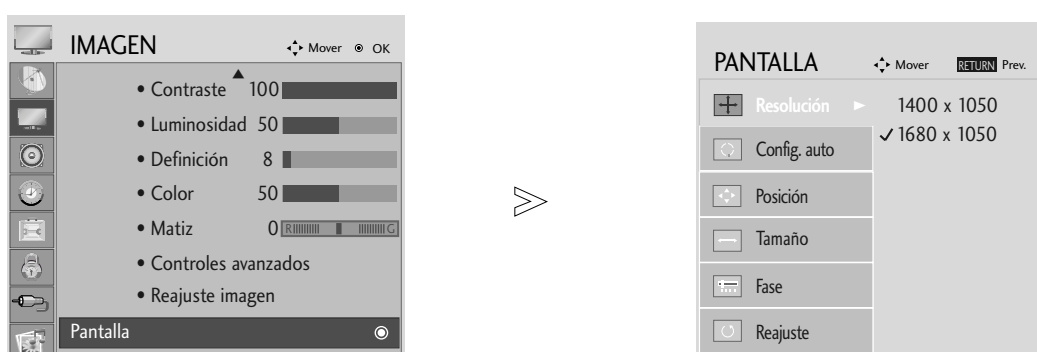 IMAGEN Mover OK
• Contraste 100
• Luminosidad 50
• Definición 8
• Color 50
• Matiz 0 R G
• Controles avanzados
• Reajuste imagen
Pantalla
>
PANTALLA Mover RETURN Prev.
Resolución ► 1400 x 1050
✓ 1680 x 1050
Config. auto
Posición
Tamaño
Fase
Reajuste